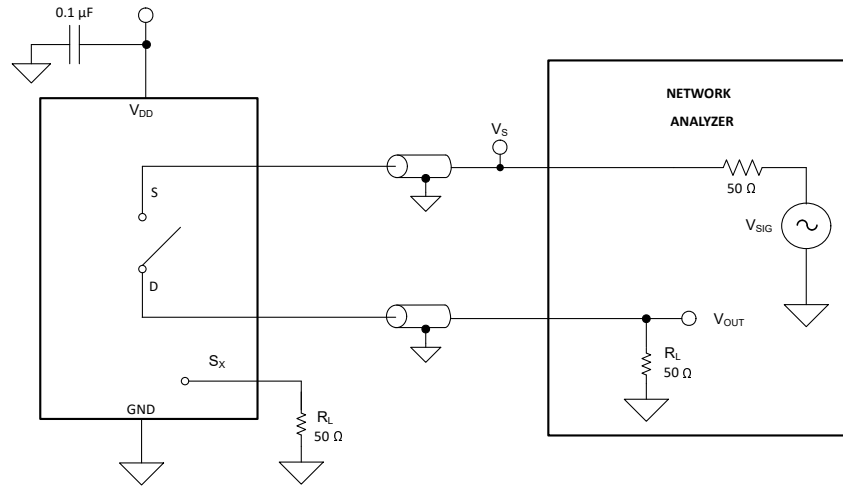 0.1 µF
V_DD
S
D
S_X
R_L
50 Ω
GND
V_S
NETWORK
ANALYZER
50 Ω
V_SIG
V_OUT
R_L
50 Ω